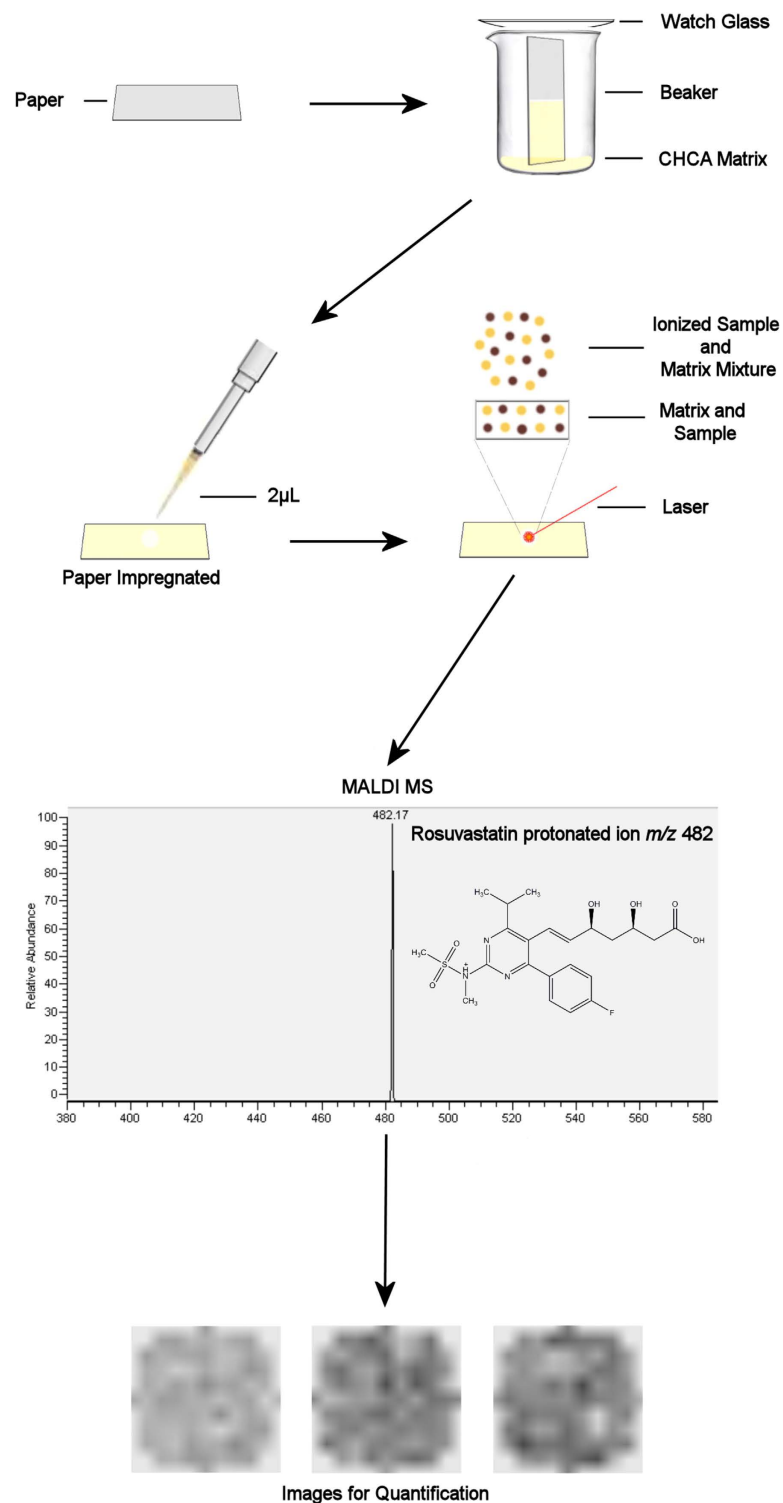 Watch Glass
Paper
Beaker
CHCA Matrix
Ionized Sample
and
Matrix Mixture
Matrix and
Sample
2µL
Laser
Paper Impregnated
MALDI MS
482.17
Rosuvastatin protonated ion m/z 482
Relative Abundance
100
90
80
70
60
50
40
30
20
10
0
H3C
CH3
OH
OH
O
OH
H3C
O
S
O
N
N
+
H
N
CH3
F
380 400 420 440 460 480 500 520 540 560 580
Images for Quantification